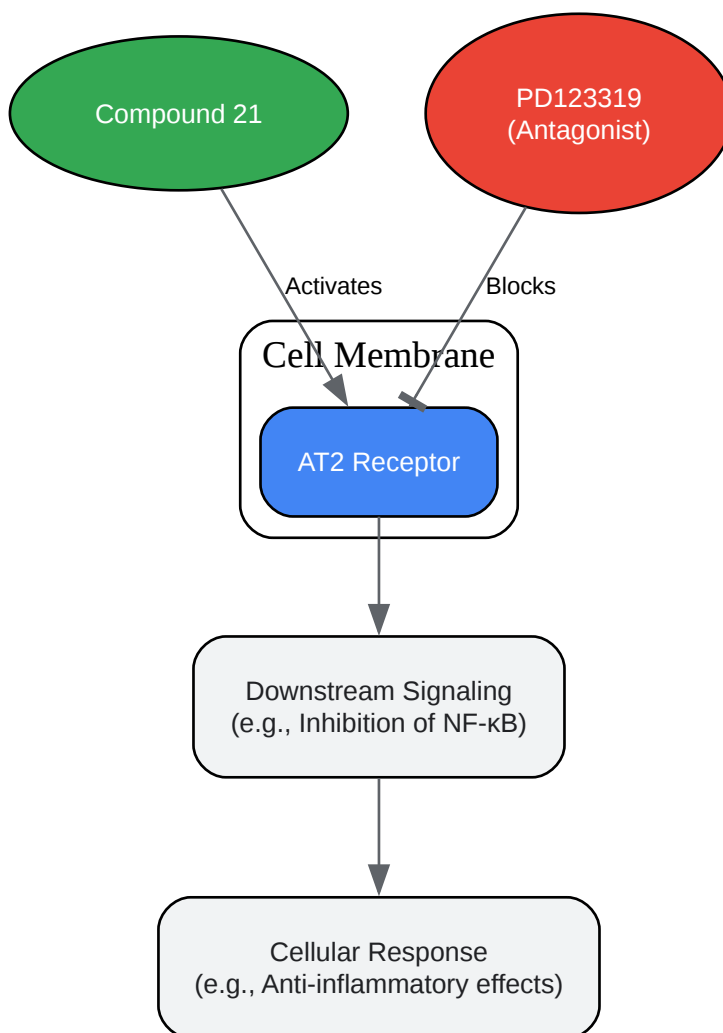 Compound 21
PD123319
(Antagonist)
Activates
Blocks
Cell Membrane
AT2 Receptor
Downstream Signaling
(e.g., Inhibition of NF-κB)
Cellular Response
(e.g., Anti-inflammatory effects)